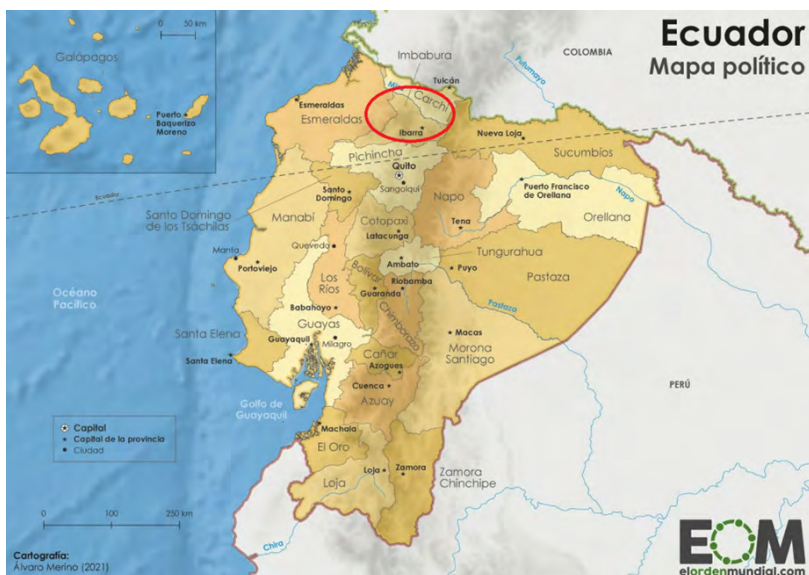 Ecuador
Mapa político
0 50 km
Galápagos
Puerto
Baquerizo
Moreno
COLOMBIA
Putumayo
Imbabura
Tulcán
Carchi
Esmeraldas
Esmeraldas
Ibarra
Nueva Loja
Sucumbíos
Pichincha
Quito
Sangolquí
Ecuador
Santo
Domingo
Santo Domingo
de los Tsáchilas
Napo
Puerto Francisco
de Orellana
Napo
Orellana
Manabí
Cotopaxi
Latacunga
Tena
Manta
Portoviejo
Quevedo
Tungurahua
Ambato
Puyo
Pastaza
Los
Ríos
Bolívar
Riobamba
Guaranda
Chimborazo
Pastaza
Océano
Pacífico
Babahoyo
Guayas
Santa Elena
Guayaquil
Milagro
Macas
Morona
Santiago
Santa Elena
Cañar
Azogues
Cuenca
Azuay
PERÚ
Golfo de
Guayaquil
Capital
Capital de la provincia
Ciudad
Machala
El Oro
Loja
Loja
Zamora
Zamora
Chinchipe
0 100 250 km
Chira
Cartografía:
Álvaro Merino (2021)
EOM
elordenmundial.com